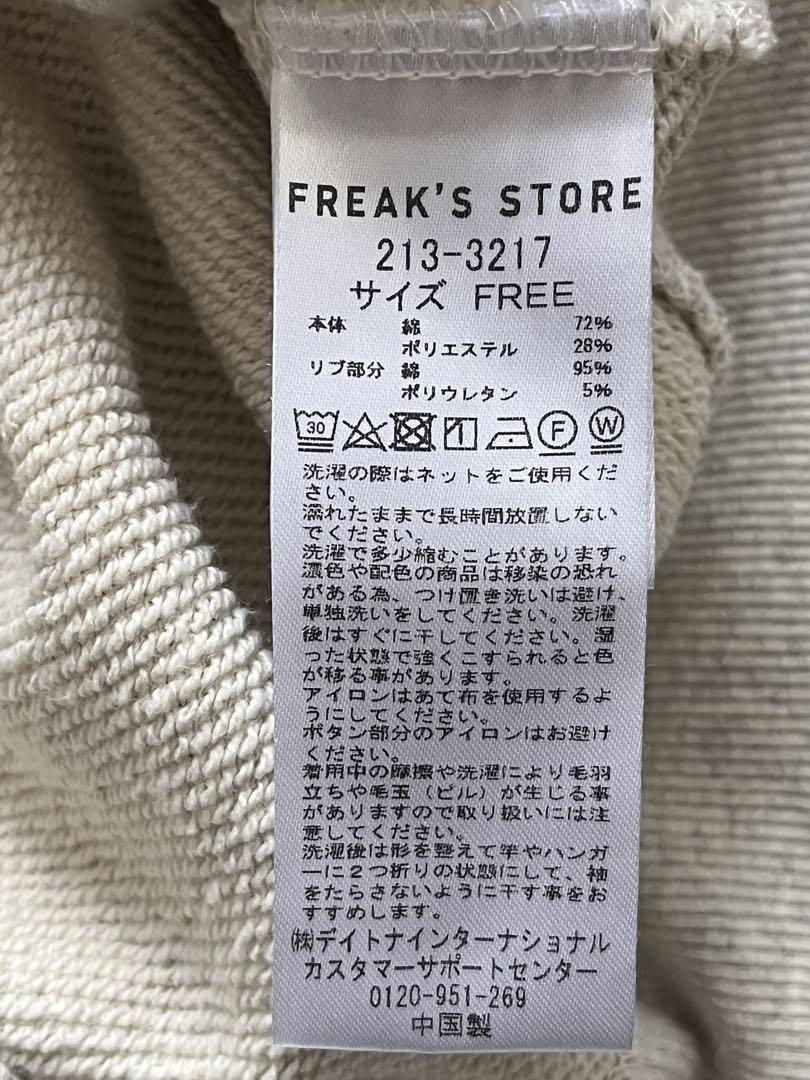 FREAK'S STORE
213-3217
サイズ FREE
本体 綿 72%
ポリエステル 28%
リブ部分 綿 95%
ポリウレタン 5%
30 F W
洗濯の際はネットをご使用くだ
さい。
濡れたままで長時間放置しない
でください。
洗濯で多少縮むことがあります。
濃色や配色の商品は移染の恐れ
がある為、つけ置き洗いは避け、
単独洗いをしてください。洗濯
後はすぐに干してください。湿
った状態で強くこすられると色
が移る事があります。
アイロンはあて布を使用するよ
うにしてください。
ボタン部分のアイロンはお避け
ください。
着用中の摩擦や洗濯により毛羽
立ちや毛玉（ピル）が生じる事
がありますので取り扱いには注
意してください。
洗濯後は形を整えて竿やハンガ
ーに２つ折りの状態にして、袖
をたらさないように干す事をお
すすめします。
㈱デイトナインターナショナル
カスタマーサポートセンター
0120-951-269
中国製